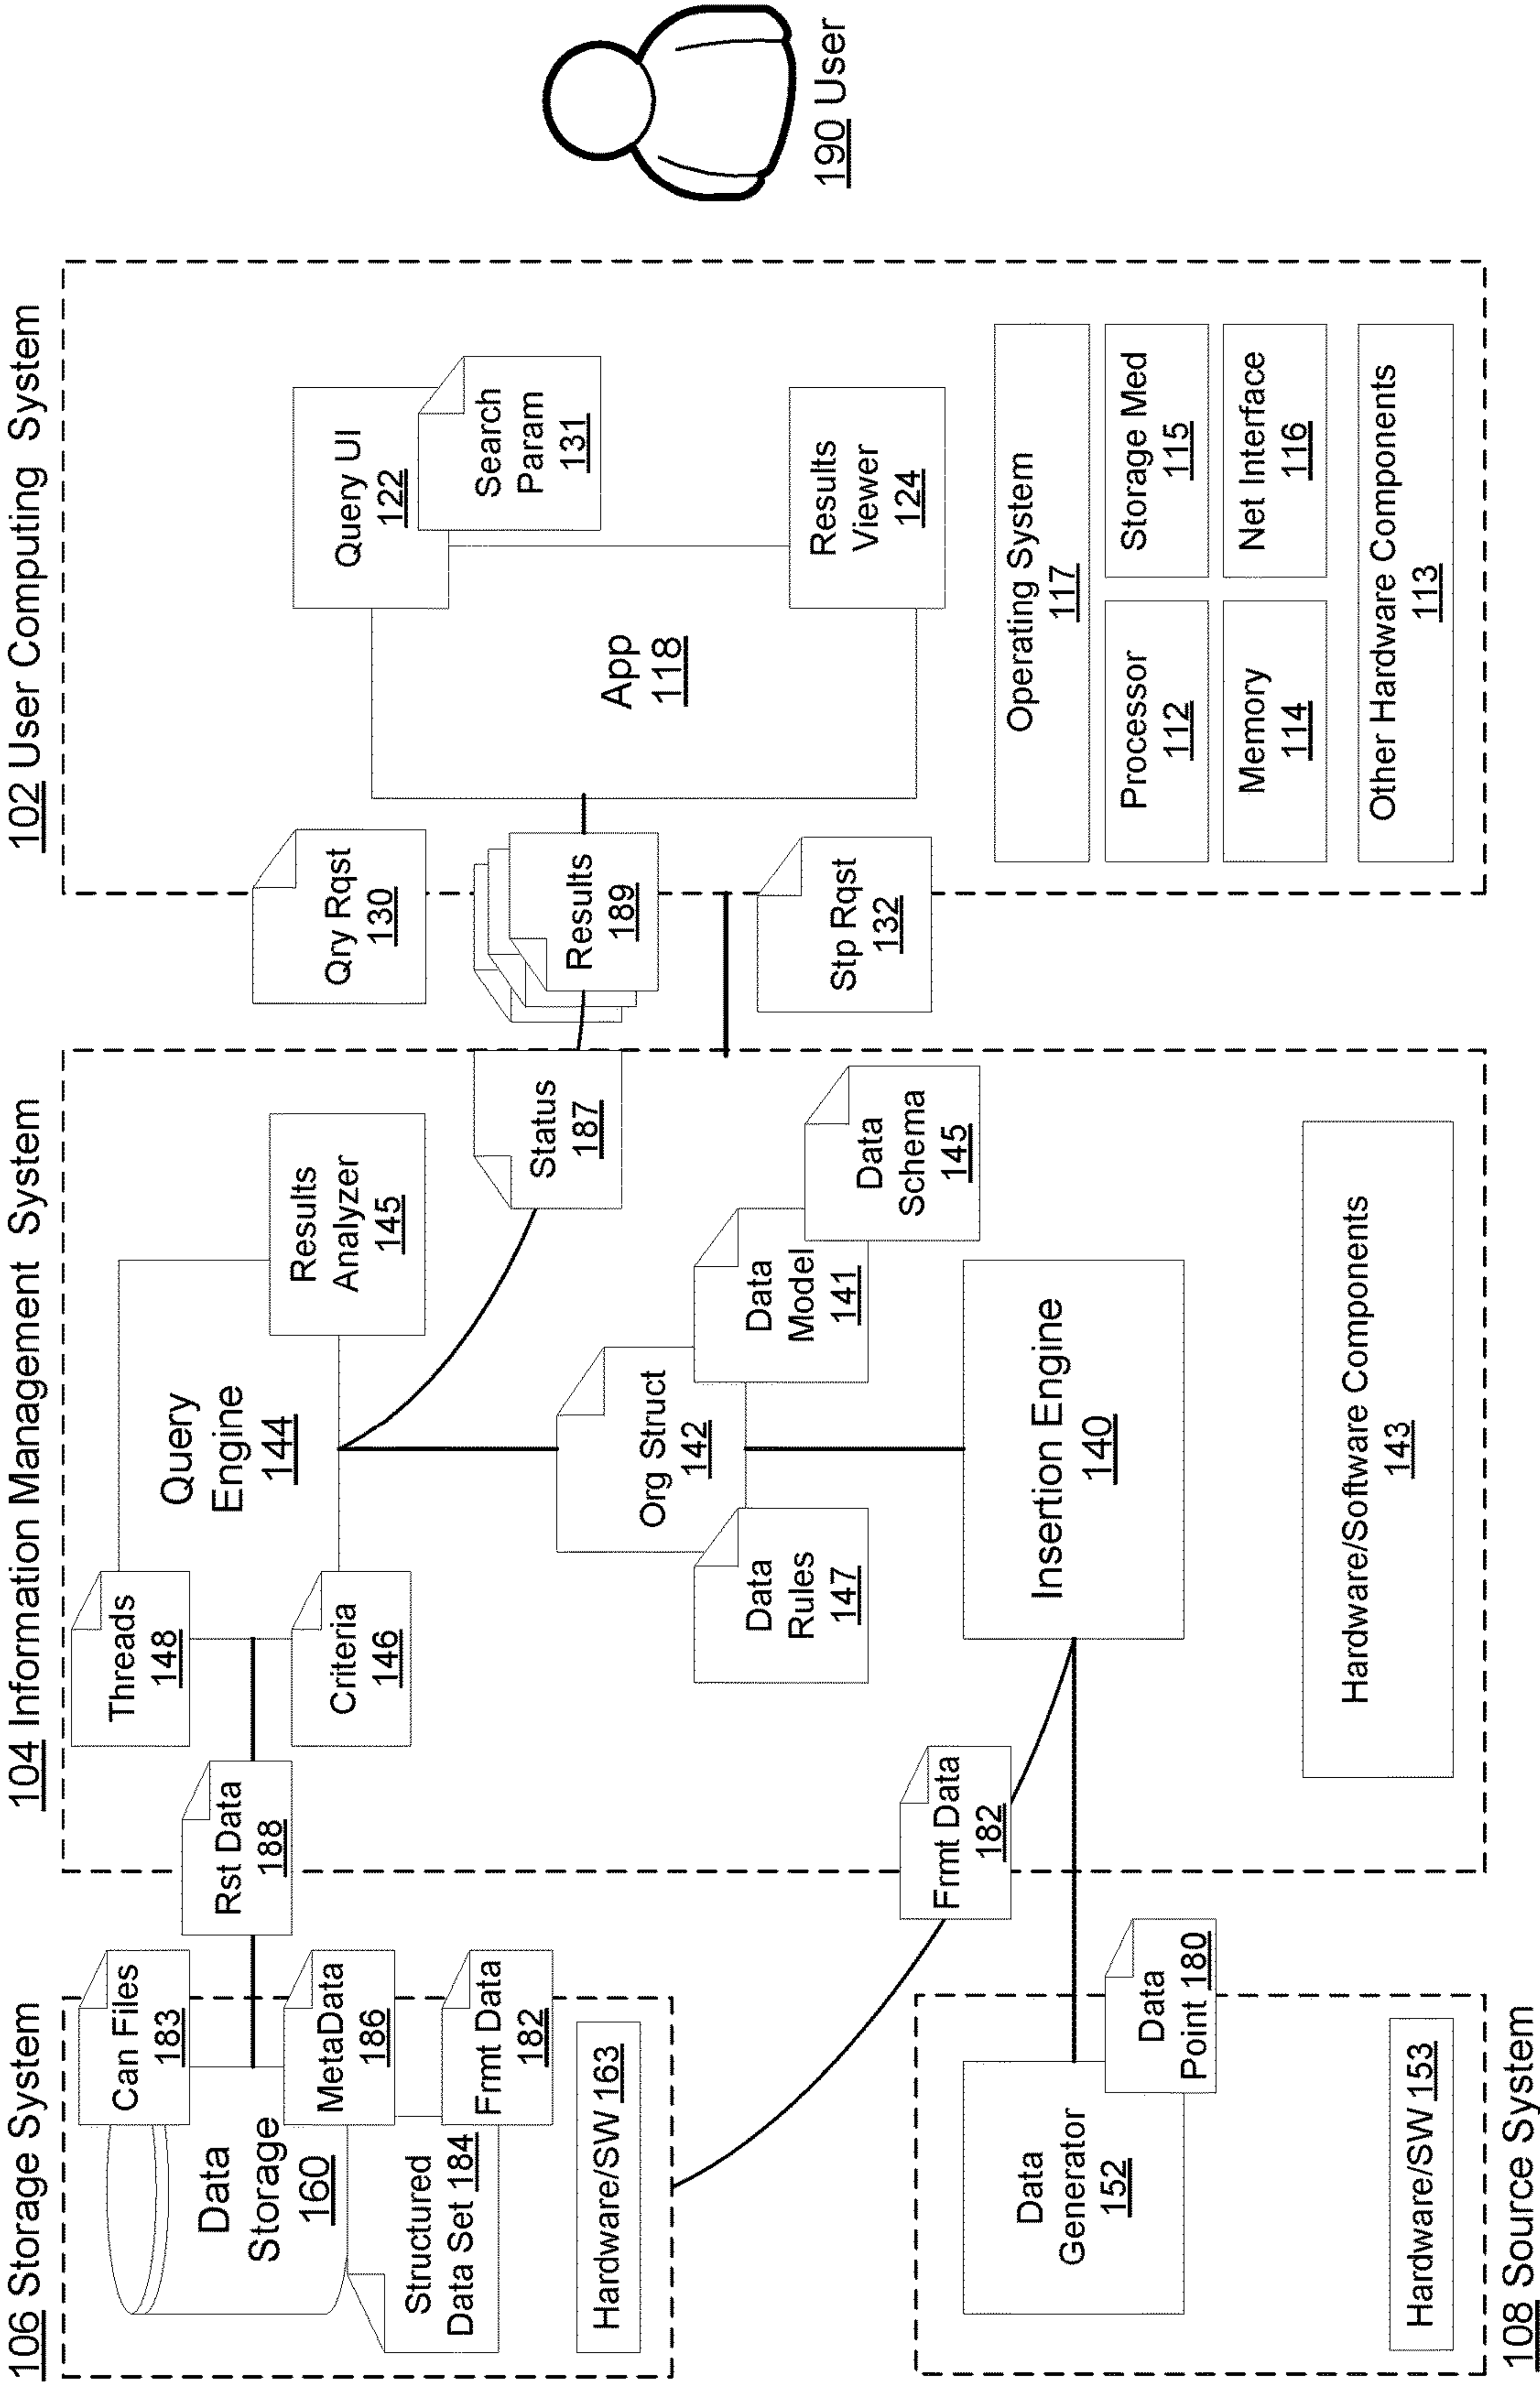 106 Storage System
Can Files
183
Data
Storage
160
MetaData
186
Structured
Data Set 184
Frmt Data
182
Hardware/SW 163
108 Source System
Data
Generator
152
Data
Point 180
Hardware/SW 153
104 Information Management System
Rst Data
188
Threads
148
Query
Engine
144
Results
Analyzer
145
Criteria
146
Status
187
Org Struct
142
Data
Model
141
Data
Schema
145
Data
Rules
147
Insertion Engine
140
Frmt Data
182
Hardware/Software Components
143
102 User Computing System
Qry Rqst
130
Results
189
Stp Rqst
132
Query UI
122
Search
Param
131
App
118
Results
Viewer
124
Operating System
117
Processor
112
Storage Med
115
Memory
114
Net Interface
116
Other Hardware Components
113
190 User